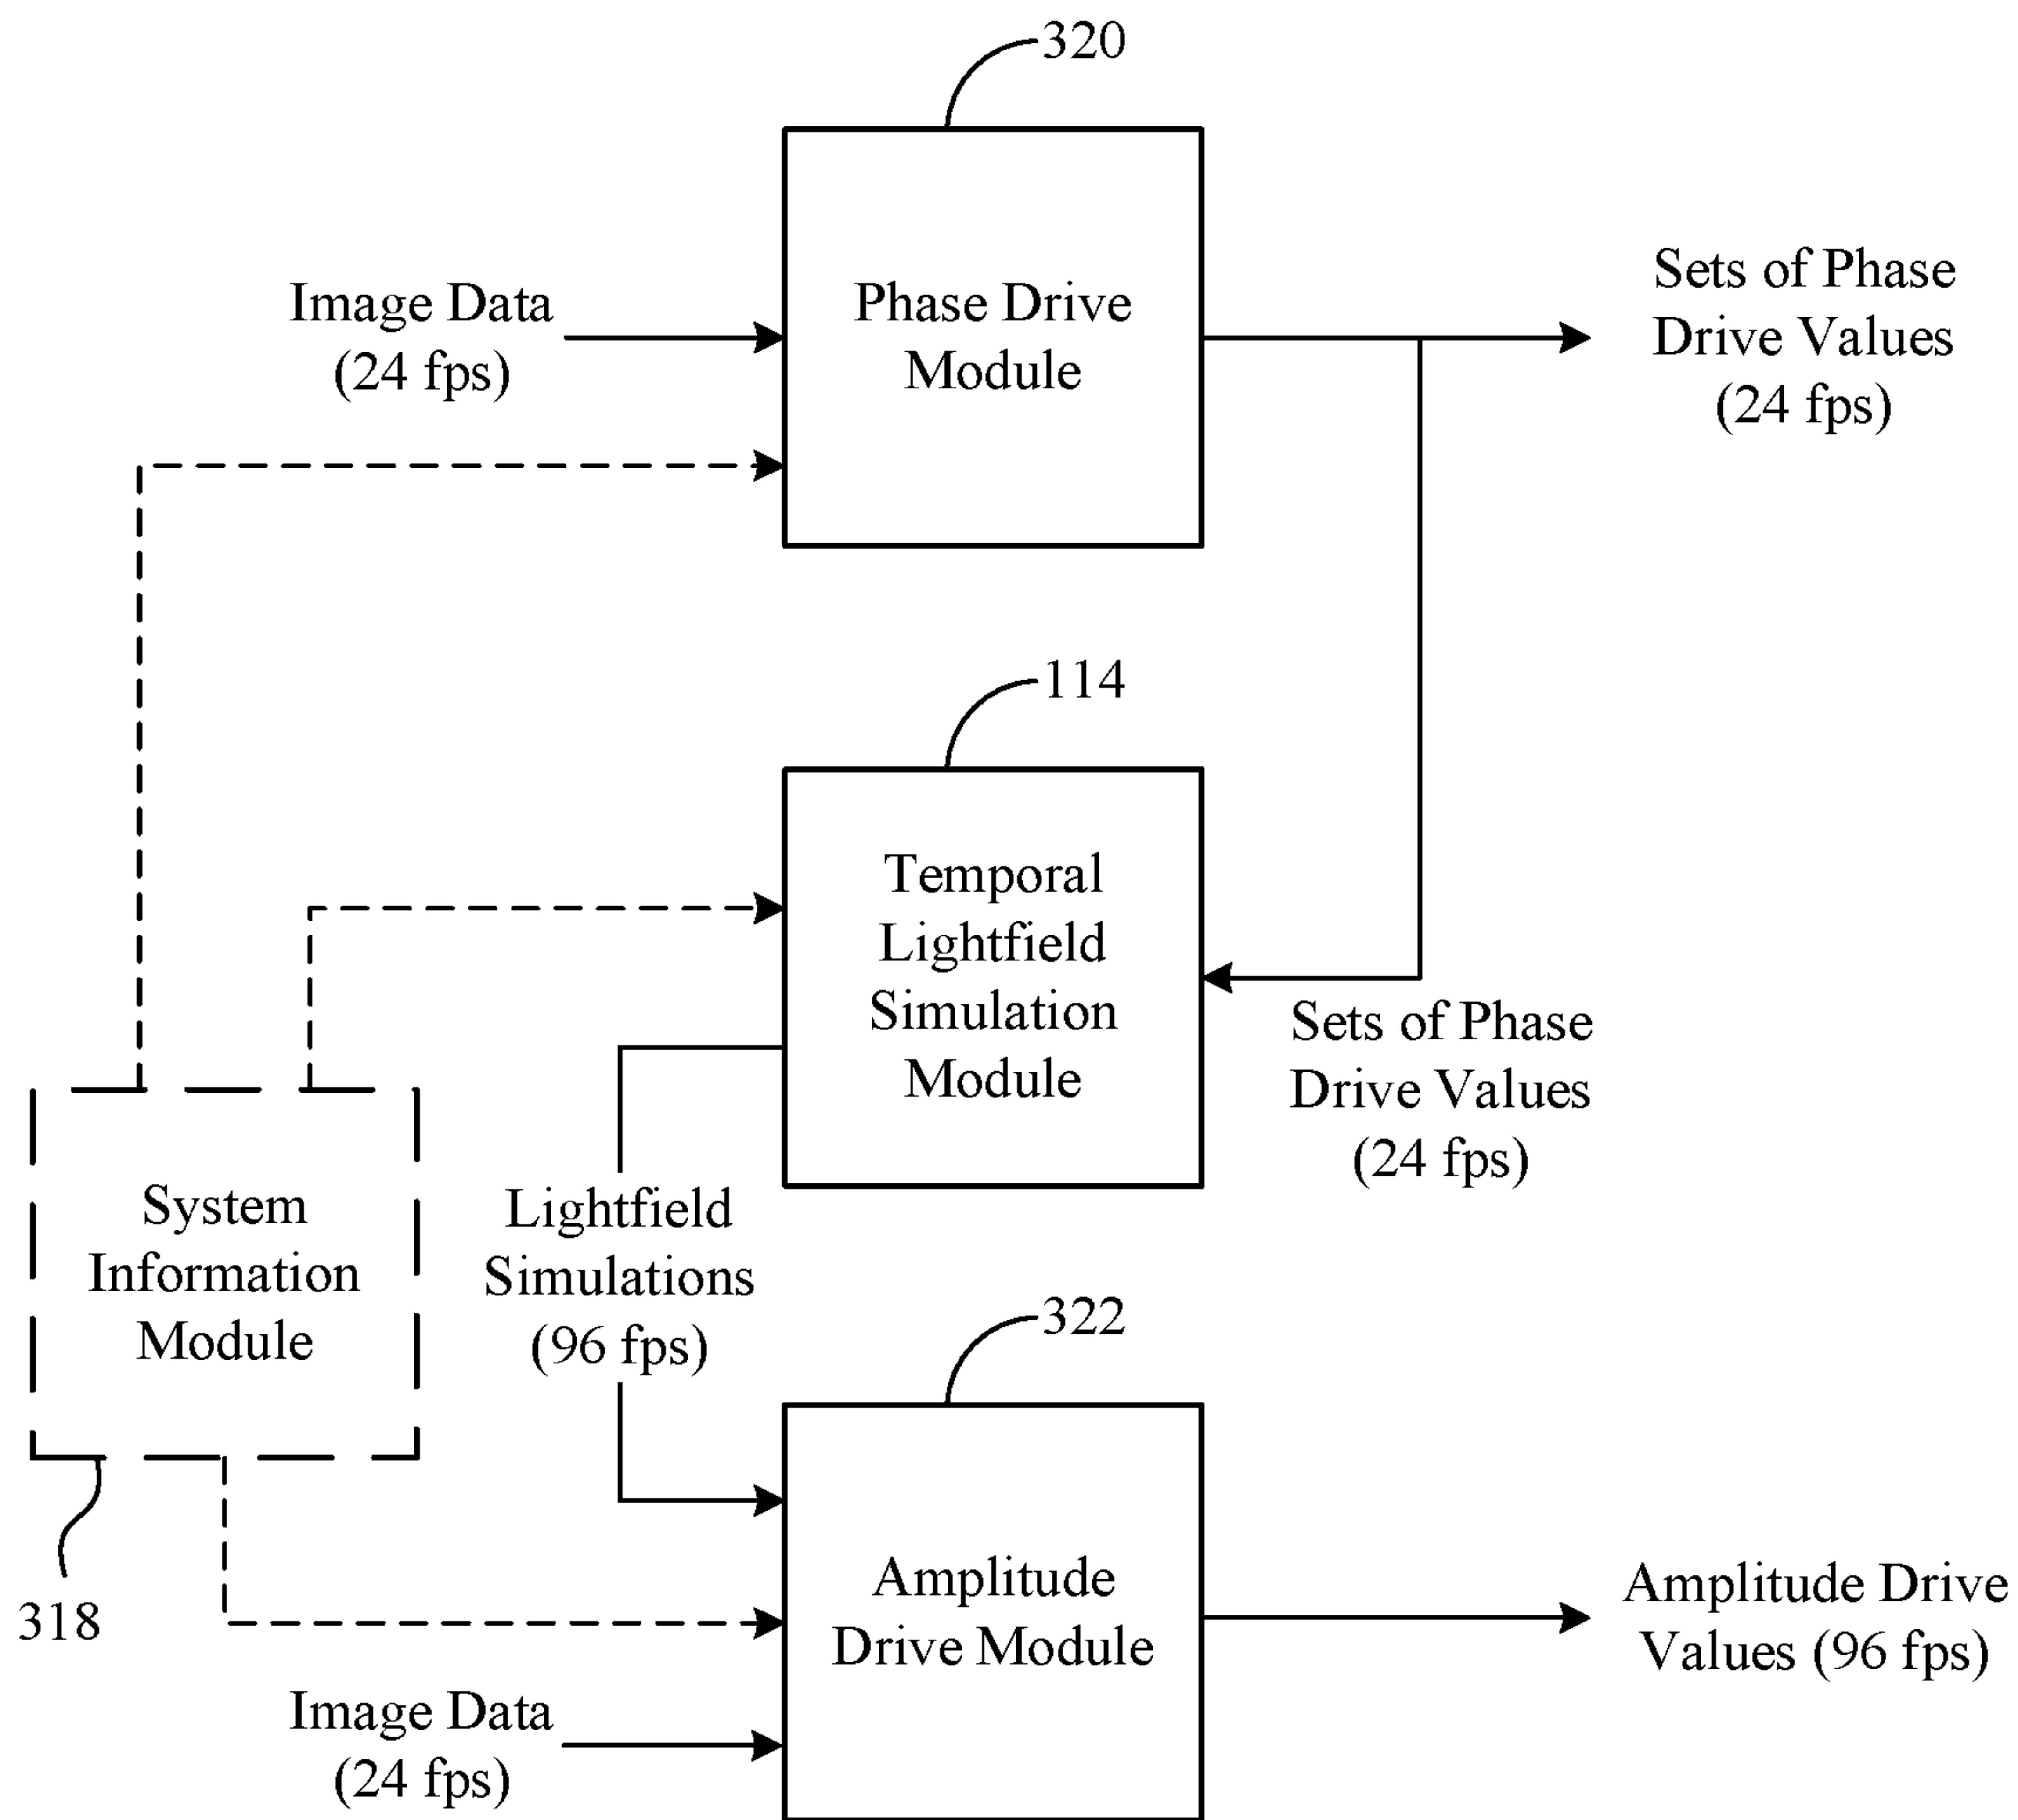 320
Image Data
(24 fps)
Phase Drive
Module
Sets of Phase
Drive Values
(24 fps)
114
Temporal
Lightfield
Simulation
Module
Sets of Phase
Drive Values
(24 fps)
System
Information
Module
318
Lightfield
Simulations
(96 fps)
322
Amplitude
Drive Module
Image Data
(24 fps)
Amplitude Drive
Values (96 fps)